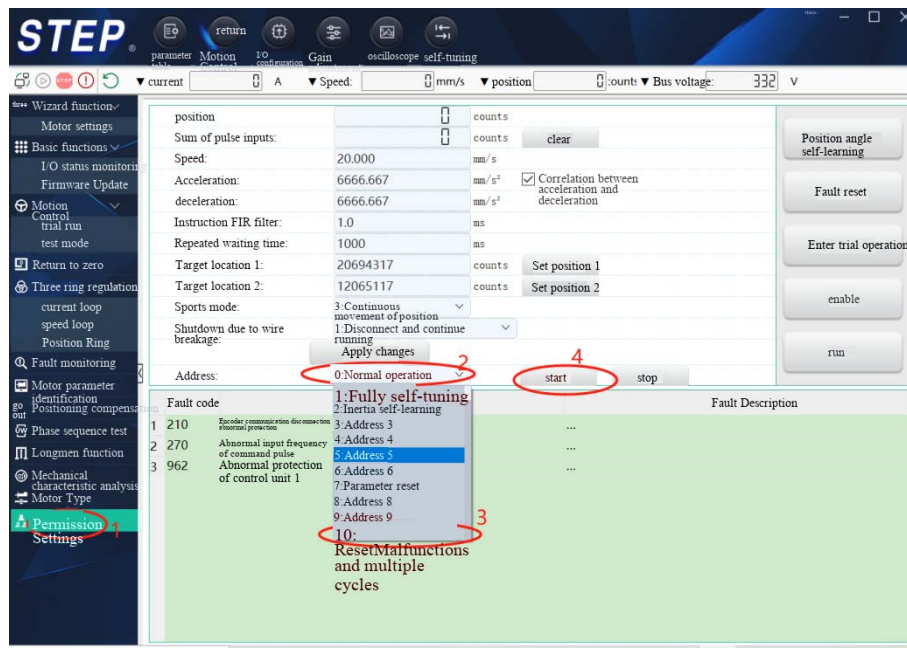 STEP®
parameter table
return
Motion Control
I/O configuration
Gain
oscilloscope
self-tuning
STOP
current A
Speed: mm/s
position counts
Bus voltage: 332 V
three Wizard function
Motor settings
Basic functions
I/O status monitoring
Firmware Update
Motion
Control
trial run
test mode
Return to zero
Three ring regulation
current loop
speed loop
Position Ring
Fault monitoring
Motor parameter
identification
go out Positioning compensation
Phase sequence test
Longmen function
Mechanical
characteristic analysis
Motor Type
Permission 1
Settings
position 0 counts
Sum of pulse inputs: 0 counts clear
Speed: 20.000 mm/s
Acceleration: 6666.667 mm/s²
deceleration: 6666.667 mm/s²
Correlation between
acceleration and
deceleration
Instruction FIR filter: 1.0 ms
Repeated waiting time: 1000 ms
Target location 1: 20694317 counts Set position 1
Target location 2: 12065117 counts Set position 2
Sports mode: 3:Continuous
movement of position
Shutdown due to wire
breakage:
1:Disconnect and continue
running
Apply changes
2
4
Address: 0:Normal operation
start stop
1:Fully self-tuning
2:Inertia self-learning
3:Address 3
4:Address 4
5:Address 5
6:Address 6
7:Parameter reset
8:Address 8
9:Address 9
3
10:
ResetMalfunctions
and multiple
cycles
Fault code Fault Description
1 210 Encoder communication disconnection
abnormal protection ...
2 270 Abnormal input frequency
of command pulse ...
3 962 Abnormal protection
of control unit 1 ...
Position angle
self-learning
Fault reset
Enter trial operation
enable
run